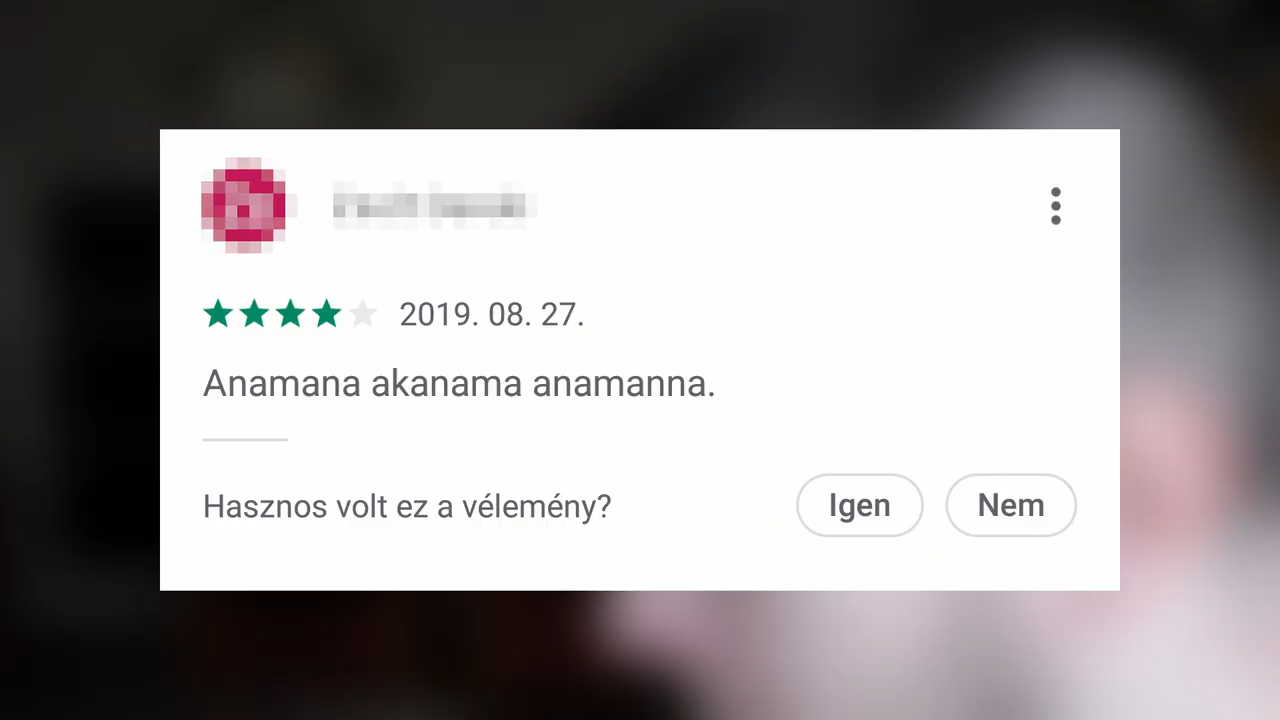 2019. 08. 27.
Anamana akanama anamanna.
Hasznos volt ez a vélemény?
Igen
Nem